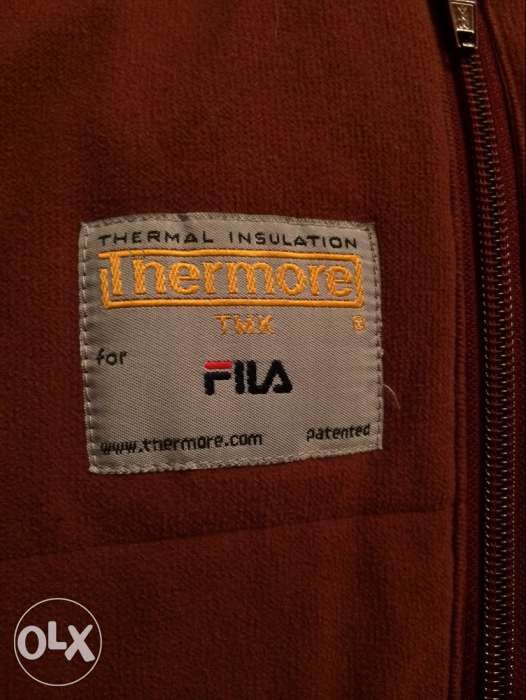 THERMAL INSULATION
Thermore
TMX ®
for
FILA
www.thermore.com patented
OLX